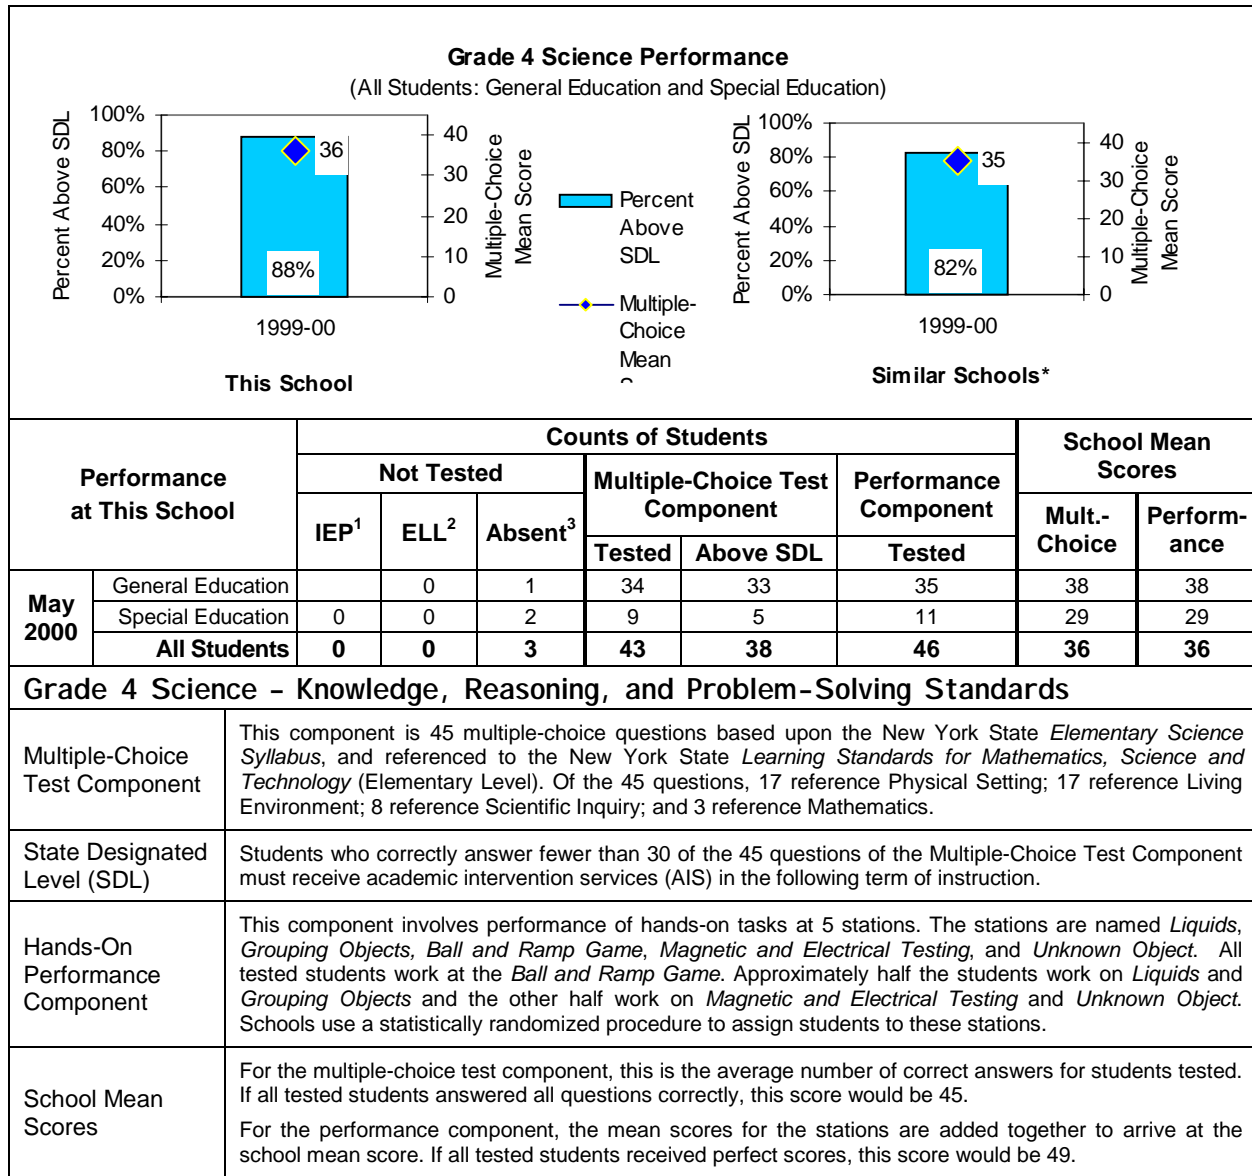 Grade 4 Science Performance
(All Students: General Education and Special Education)
Percent Above SDL
100%
80%
60%
40%
20%
0%
36
88%
40
30
20
10
0
Multiple-Choice
Mean Score
1999-00
This School
Percent
Above
SDL
Multiple-
Choice
Mean
Percent Above SDL
100%
80%
60%
40%
20%
0%
35
82%
40
30
20
10
0
Multiple-Choice
Mean Score
1999-00
Similar Schools*
Performance
at This School
Counts of Students
School Mean
Scores
Not Tested
Multiple-Choice Test
Component
Performance
Component
IEP1 ELL2 Absent3
Tested Above SDL Tested
Mult.-
Choice
Perform-
ance
May
2000
General Education 0 1 34 33 35 38 38
Special Education 0 0 2 9 5 11 29 29
All Students 0 0 3 43 38 46 36 36
Grade 4 Science – Knowledge, Reasoning, and Problem-Solving Standards
Multiple-Choice
Test Component
This component is 45 multiple-choice questions based upon the New York State Elementary Science
Syllabus, and referenced to the New York State Learning Standards for Mathematics, Science and
Technology (Elementary Level). Of the 45 questions, 17 reference Physical Setting; 17 reference Living
Environment; 8 reference Scientific Inquiry; and 3 reference Mathematics.
State Designated
Level (SDL)
Students who correctly answer fewer than 30 of the 45 questions of the Multiple-Choice Test Component
must receive academic intervention services (AIS) in the following term of instruction.
Hands-On
Performance
Component
This component involves performance of hands-on tasks at 5 stations. The stations are named Liquids,
Grouping Objects, Ball and Ramp Game, Magnetic and Electrical Testing, and Unknown Object. All
tested students work at the Ball and Ramp Game. Approximately half the students work on Liquids and
Grouping Objects and the other half work on Magnetic and Electrical Testing and Unknown Object.
Schools use a statistically randomized procedure to assign students to these stations.
School Mean
Scores
For the multiple-choice test component, this is the average number of correct answers for students tested.
If all tested students answered all questions correctly, this score would be 45.
For the performance component, the mean scores for the stations are added together to arrive at the
school mean score. If all tested students received perfect scores, this score would be 49.